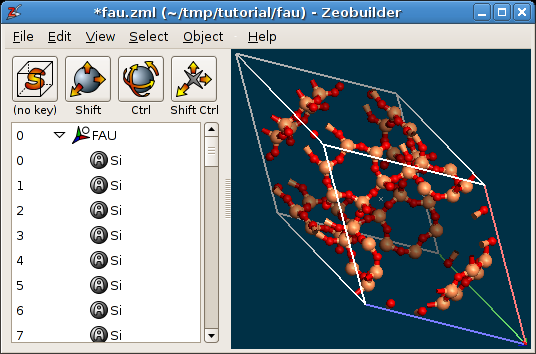 *fau.zml (~/tmp/tutorial/fau) - Zeobuilder
File Edit View Select Object Help
S
(no key) Shift Ctrl Shift Ctrl
0 FAU
0 A Si
1 A Si
2 A Si
3 A Si
4 A Si
5 A Si
6 A Si
7 A Si